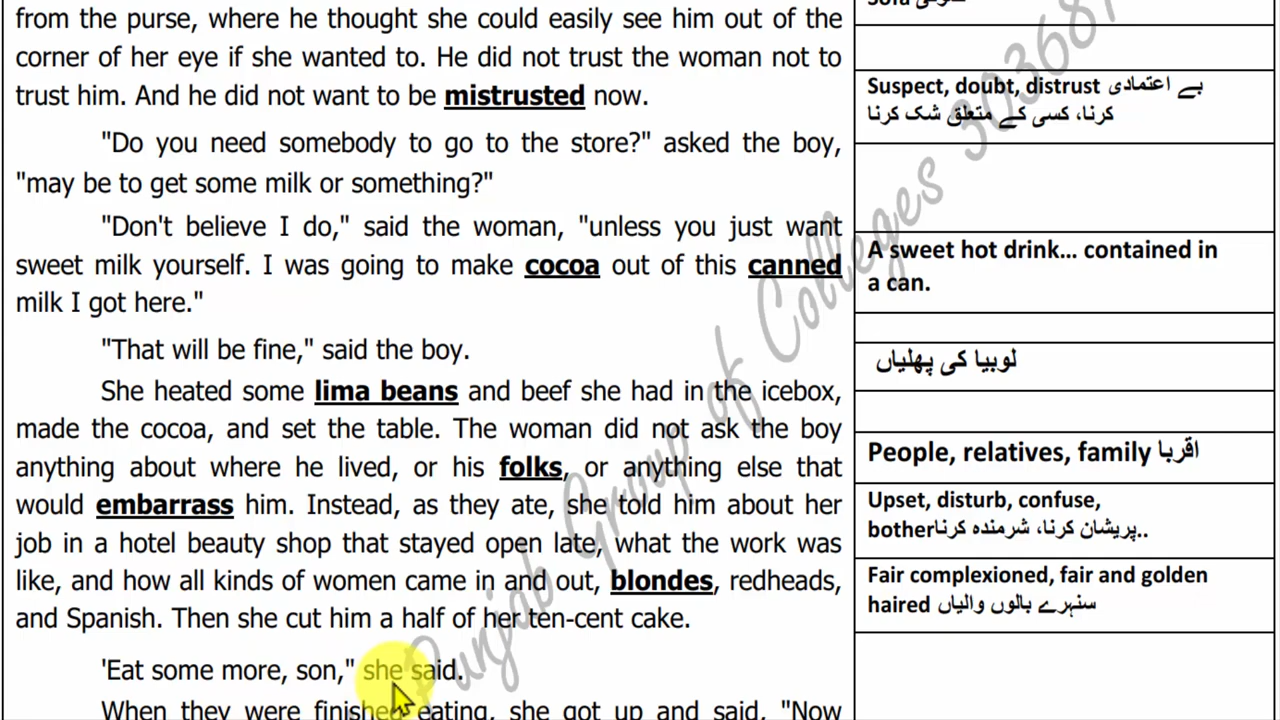 from the purse, where he thought she could easily see him out of the
corner of her eye if she wanted to. He did not trust the woman not to
trust him. And he did not want to be mistrusted now.
"Do you need somebody to go to the store?" asked the boy,
"may be to get some milk or something?"
"Don't believe I do," said the woman, "unless you just want
sweet milk yourself. I was going to make cocoa out of this canned
milk I got here."
"That will be fine," said the boy.
She heated some lima beans and beef she had in the icebox,
made the cocoa, and set the table. The woman did not ask the boy
anything about where he lived, or his folks, or anything else that
would embarrass him. Instead, as they ate, she told him about her
job in a hotel beauty shop that stayed open late, what the work was
like, and how all kinds of women came in and out, blondes, redheads,
and Spanish. Then she cut him a half of her ten-cent cake.
'Eat some more, son," she said.
When they were finished eating, she got up and said, "Now
Suspect, doubt, distrust بے اعتمادی
کرنا، کسی کے متعلق شک کرنا
A sweet hot drink... contained in
a can.
لوبیا کی پھلیاں
People, relatives, family اقربا
Upset, disturb, confuse,
bother پریشان کرنا، شرمندہ کرنا..
Fair complexioned, fair and golden
haired سنہرے بالوں والیاں
Punjab Group of Colleges 303687